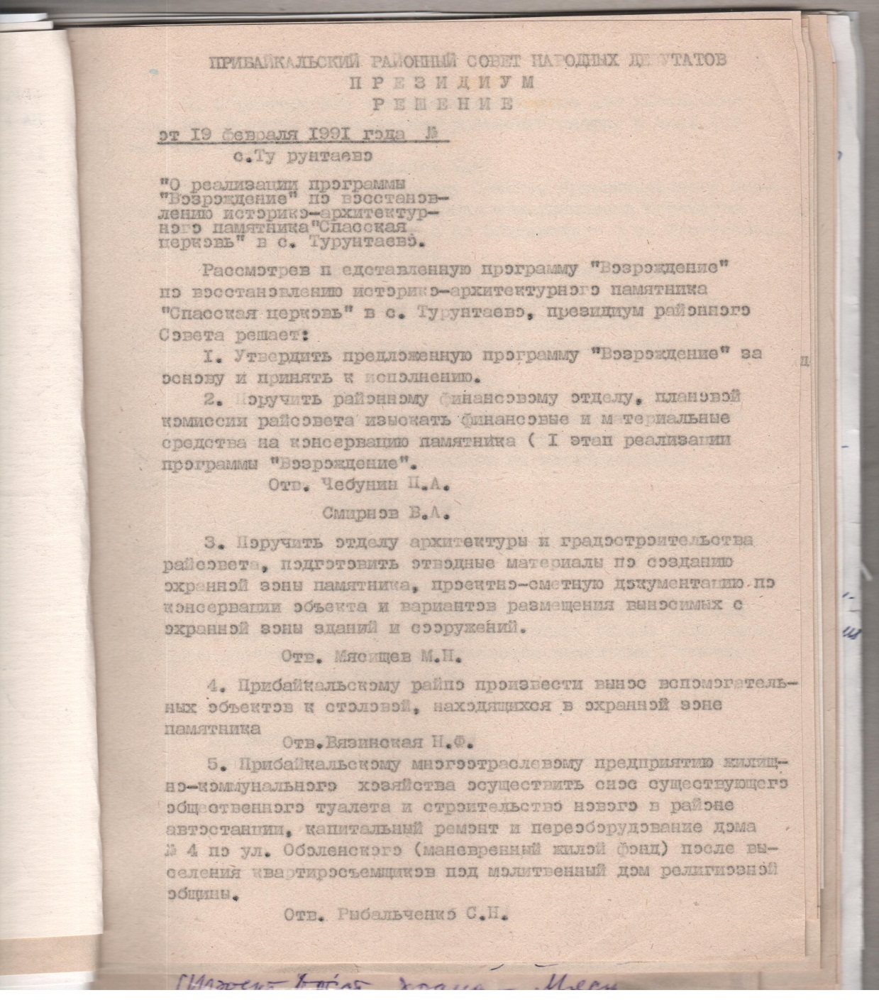 ПРИБАЙКАЛЬСКИЙ РАЙОННЫЙ СОВЕТ НАРОДНЫХ ДЕПУТАТОВ
П Р Е З И Д И У М
Р Е Ш Е Н И Е
от 19 февраля 1991 года №
с.Ту рунтаево
"О реализации программы
"Возрождение" по восстанов-
лению историко-архитектур-
ного памятника"Спасская
церковь" в с. Турунтаево.
Рассмотрев п едставленную программу "Возрождение"
по восстановлению историко-архитектурного памятника
"Спасская церковь" в с. Турунтаево, президиум районного
Совета решает:
1. Утвердить предложенную программу "Возрождение" за
основу и принять к исполнению.
2. Поручить районному финансовому отделу, плановой
комиссии райсовета изыскать финансовые и материальные
средства на консервацию памятника ( I этап реализации
программы "Возрождение".
Отв. Чебунин П.А.
Смирнов В.А.
3. Поручить отделу архитектуры и градостроительства
райсовета, подготовить отводные материалы по созданию
охранной зоны памятника, проектно-сметную документацию по
консервации объекта и вариантов размещения выносимых с
охранной зоны зданий и сооружений.
Отв. Мясищев М.Н.
4. Прибайкальскому райпо произвести вынос вспомогатель-
ных объектов к столовой, находящихся в охранной зоне
памятника
Отв.Вязинская Н.Ф.
5. Прибайкальскому многоотраслевому предприятию жилищ-
но-коммунального хозяйства осуществить снос существующего
общественного туалета и строительство нового в районе
автостанции, капитальный ремонт и переоборудование дома
№ 4 по ул. Оболенского (маневренный жилой фонд) после вы-
селения квартиросъемщиков под молитвенный дом религиозной
общины.
Отв. Рыбальченко С.Н.